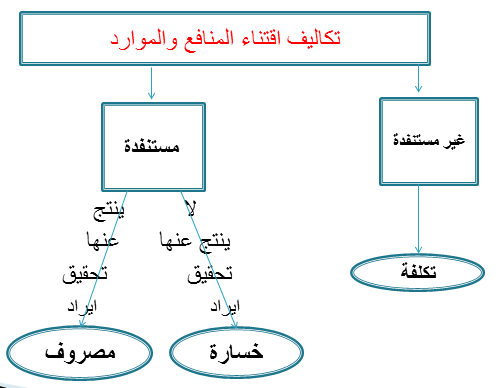 تكاليف اقتناء المنافع والموارد
غير مستنفدة
مستنفدة
لا
ينتج عنها
تحقيق
ايراد
ينتج
عنها
تحقيق
ايراد
تكلفة
خسارة
مصروف